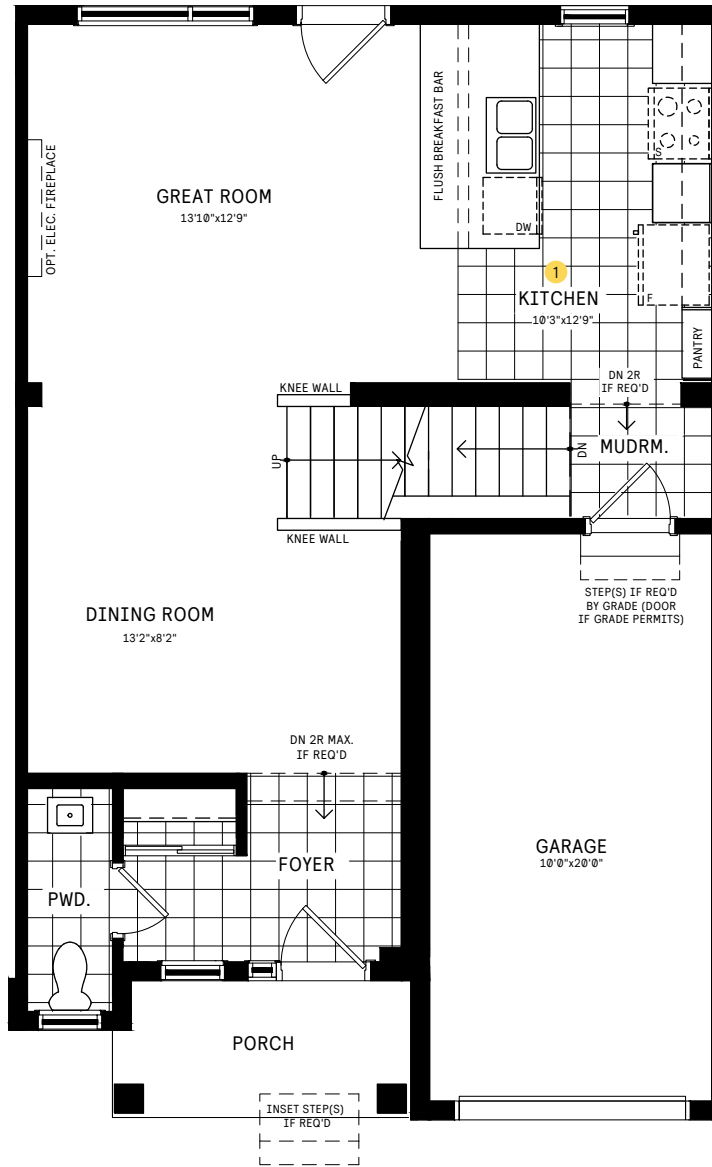 FLUSH BREAKFAST BAR
OPT. ELEC. FIREPLACE
GREAT ROOM
13'10"x12'9"
S
DW
F
1
KITCHEN
10'3"x12'9"
PANTRY
DN 2R
IF REQ'D
KNEE WALL
MUDRM.
UP
DN
KNEE WALL
STEP(S) IF REQ'D
BY GRADE (DOOR
IF GRADE PERMITS)
DINING ROOM
13'2"x8'2"
DN 2R MAX.
IF REQ'D
FOYER
GARAGE
10'0"x20'0"
PWD.
PORCH
INSET STEP(S)
IF REQ'D